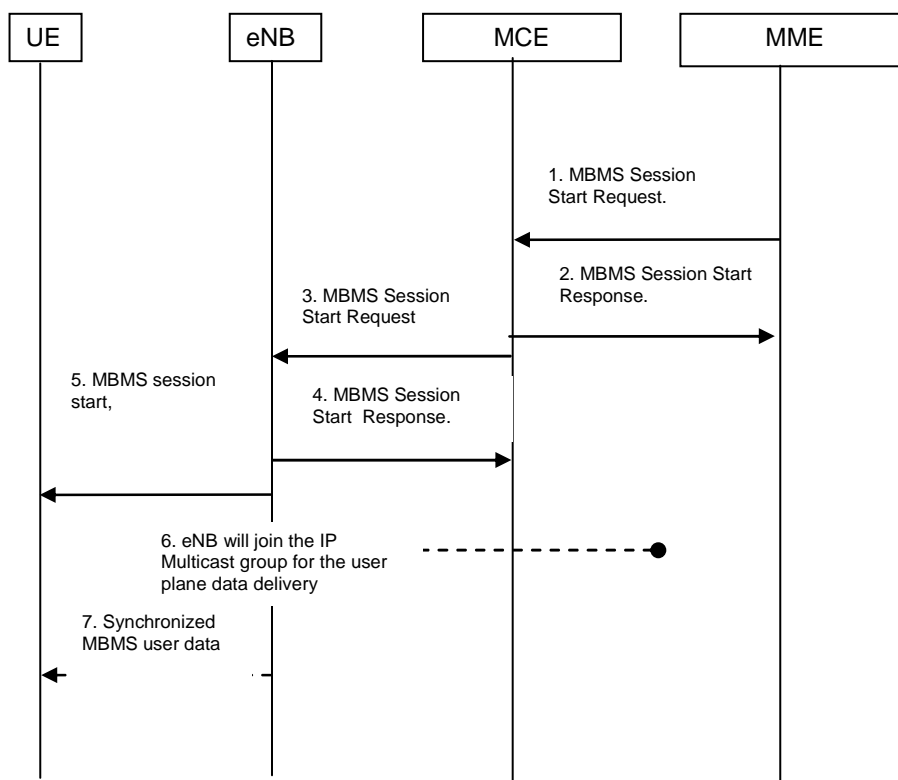 UE
eNB
MCE
MME
1. MBMS Session
Start Request.
2. MBMS Session Start
Response.
3. MBMS Session
Start Request
4. MBMS Session
Start Response.
5. MBMS session
start,
6. eNB will join the IP
Multicast group for the user
plane data delivery
7. Synchronized
MBMS user data